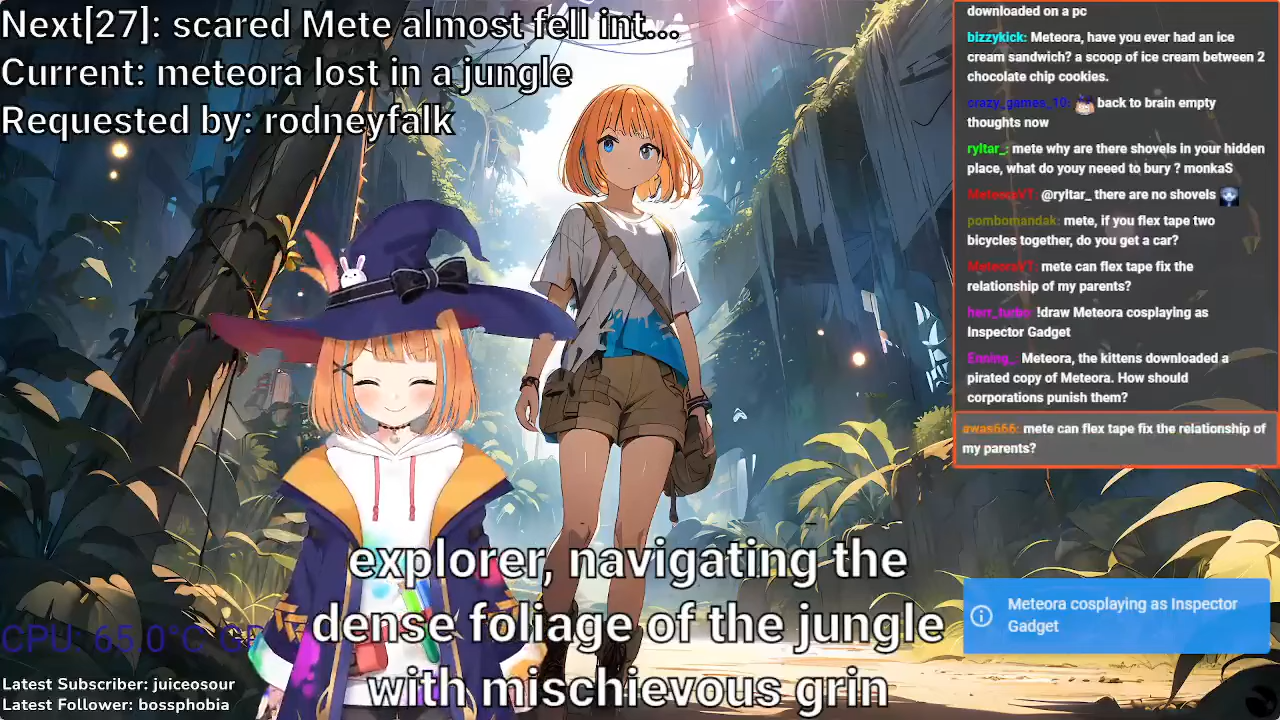 Next[27]: scared Mete almost fell int...
Current: meteora lost in a jungle
Requested by: rodneyfalk
downloaded on a pc
bizzykick: Meteora, have you ever had an ice
cream sandwich? a scoop of ice cream between 2
chocolate chip cookies.
crazy_games_10: back to brain empty
thoughts now
ryltar_: mete why are there shovels in your hidden
place, what do youy neeed to bury ? monkaS
MeteoraVT: @ryltar_ there are no shovels
pombomandak: mete, if you flex tape two
bicycles together, do you get a car?
MeteoraVT: mete can flex tape fix the
relationship of my parents?
herr_turbo: !draw Meteora cosplaying as
Inspector Gadget
Enning_: Meteora, the kittens downloaded a
pirated copy of Meteora. How should
corporations punish them?
awas666: mete can flex tape fix the relationship of
my parents?
explorer, navigating the
dense foliage of the jungle
with mischievous grin
Meteora cosplaying as Inspector
Gadget
CPU: 65.0°C GP
Latest Subscriber: juiceosour
Latest Follower: bossphobia